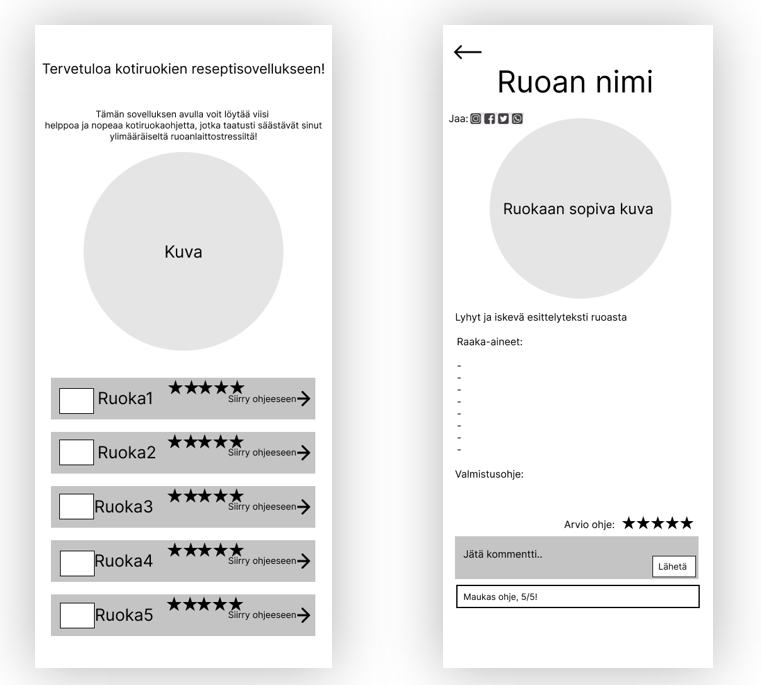 Tervetuloa kotiruokien reseptisovellukseen!
Tämän sovelluksen avulla voit löytää viisi
helppoa ja nopeaa kotiruokaohjetta, jotka taatusti säästävät sinut
ylimääräiseltä ruoanlaittostressiltä!
Kuva
Ruoka1
Siirry ohjeeseen
Ruoka2
Siirry ohjeeseen
Ruoka3
Siirry ohjeeseen
Ruoka4
Siirry ohjeeseen
Ruoka5
Siirry ohjeeseen
Ruoan nimi
Jaa:
Ruokaan sopiva kuva
Lyhyt ja iskevä esittelyteksti ruoasta
Raaka-aineet:
-
-
-
-
-
-
-
-
Valmistusohje:
Arvio ohje:
Jätä kommentti..
Lähetä
Maukas ohje, 5/5!